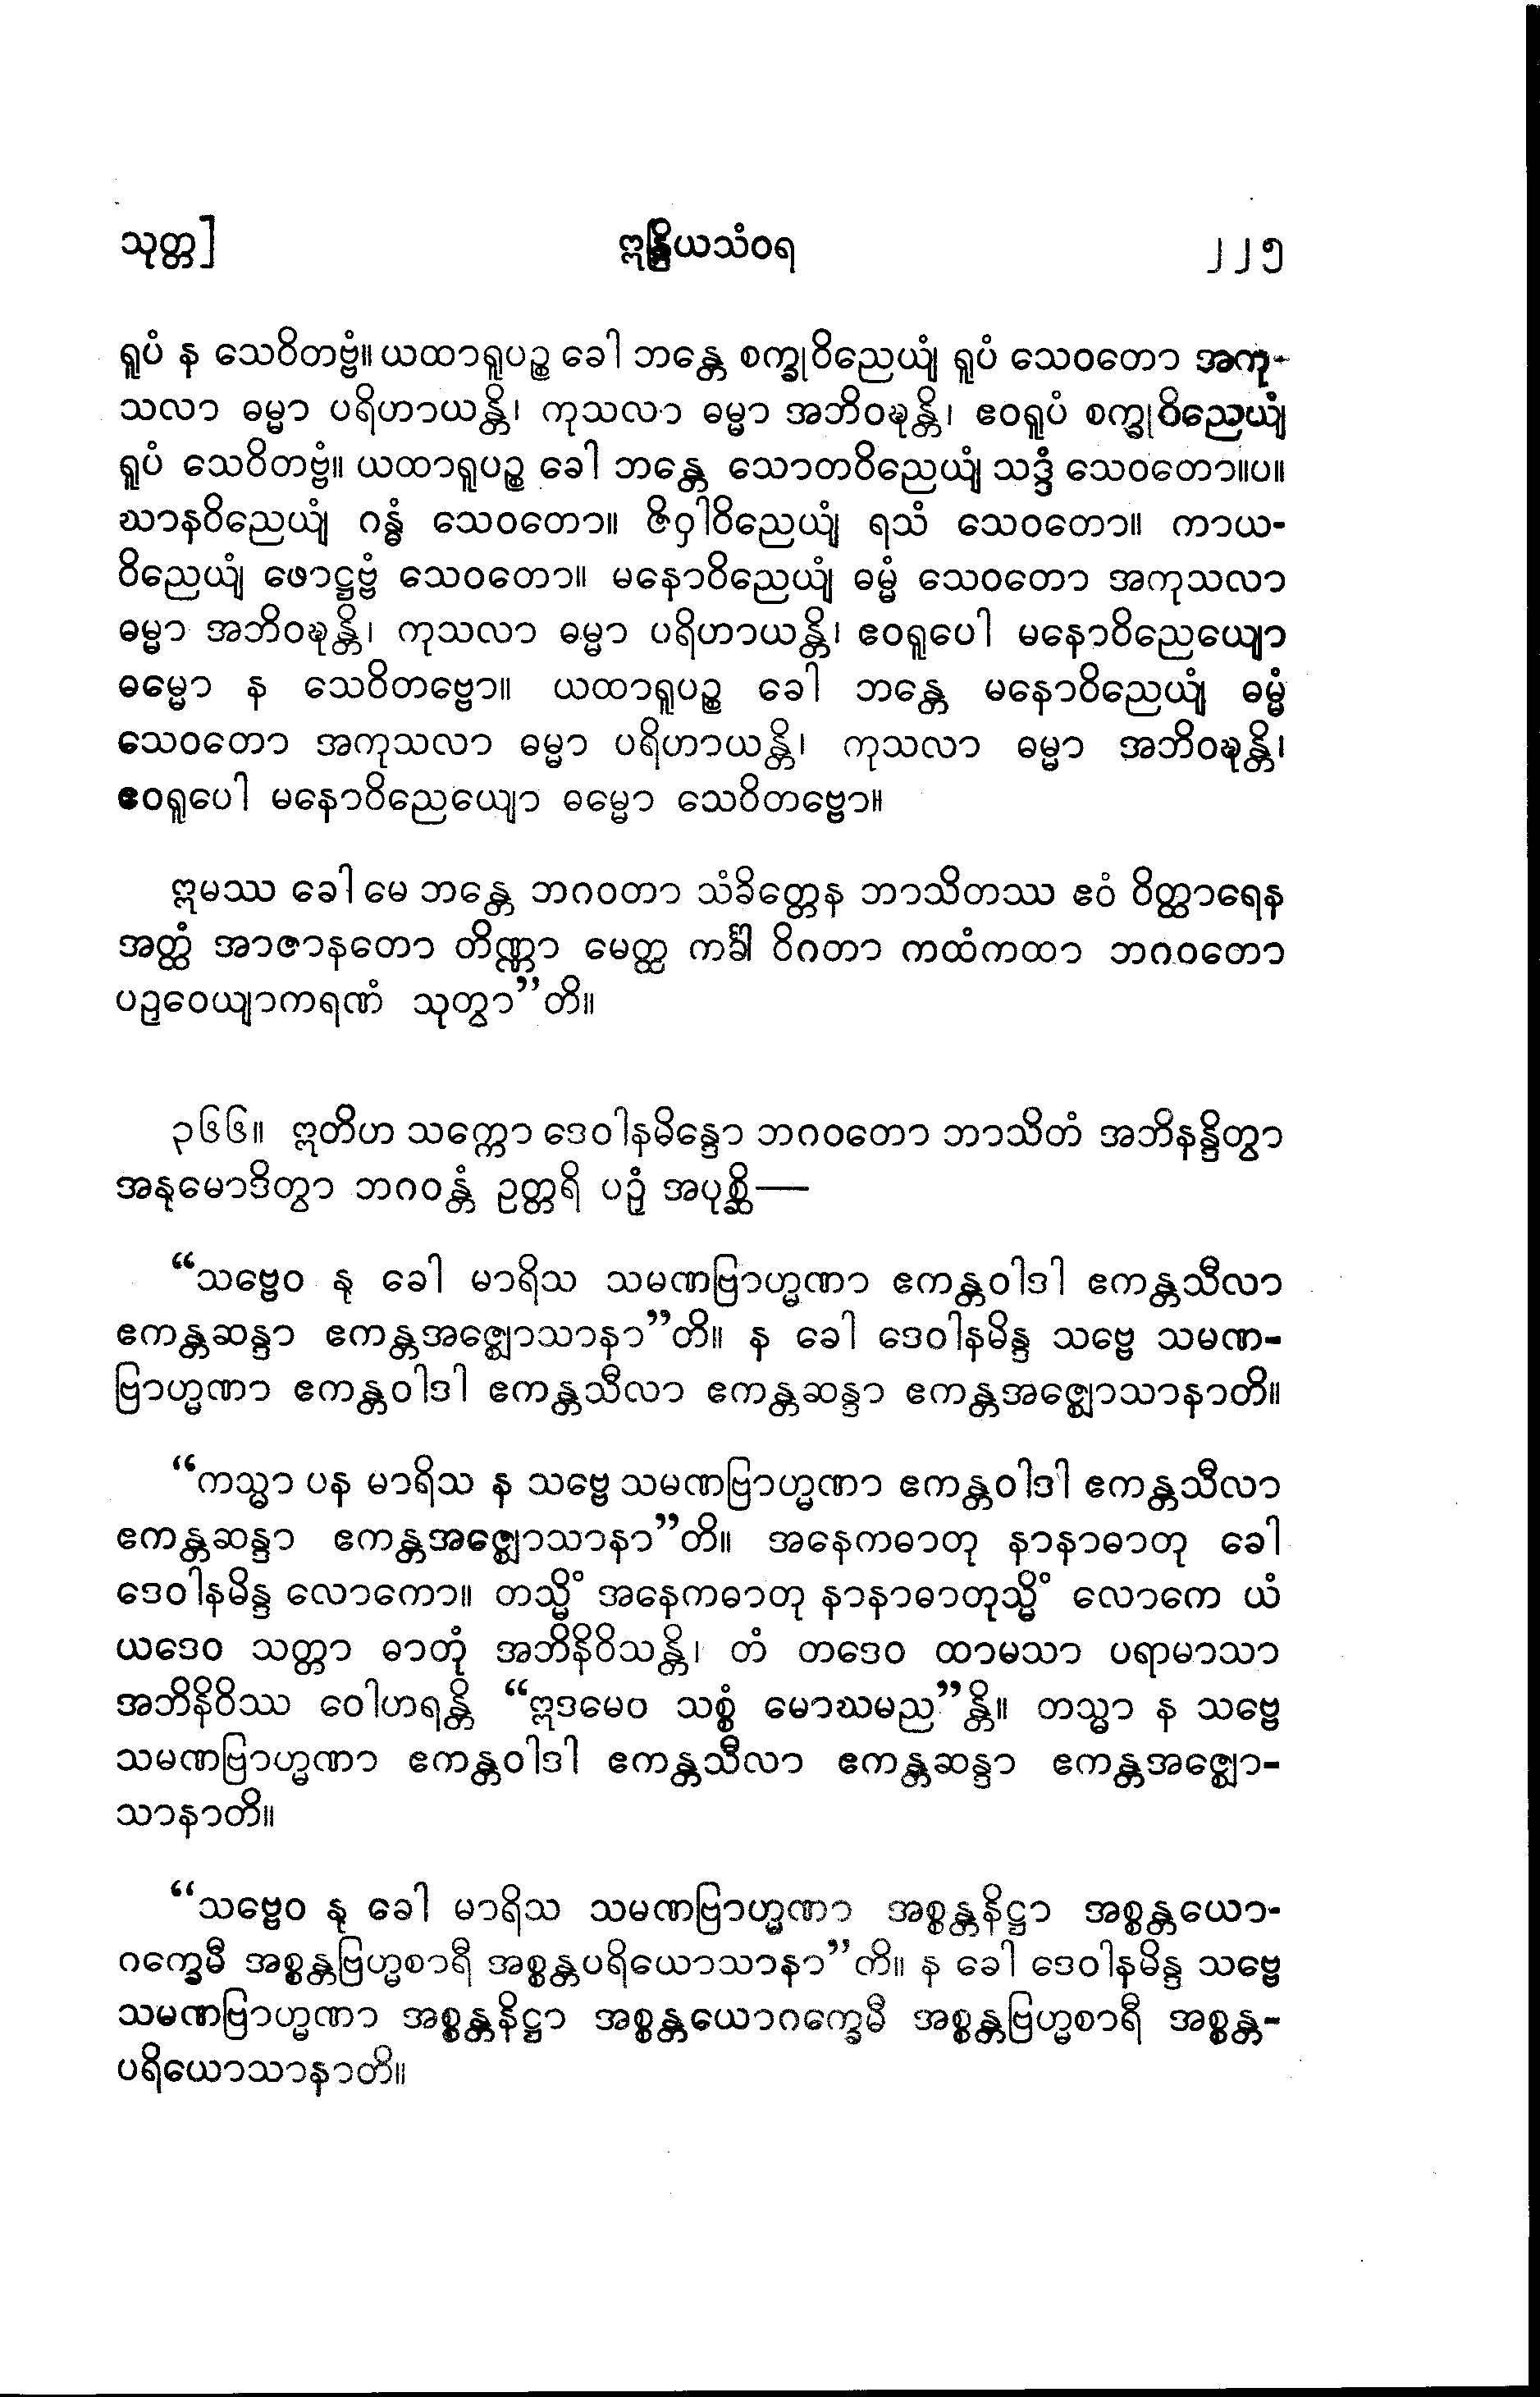 သုတ္တ] ဣန္ဒြိယသံဝရ ၂၂၅
ရူပံ န သေဝိတဗ္ဗံ။ ယထာရူပဉ္စ ခေါ ဘန္တေ စက္ခုဝိညေယျံ ရူပံ သေဝတော အကု-
သလာ ဓမ္မာ ပရိဟာယန္တိ၊ ကုသလာ ဓမ္မာ အဘိဝဍ္ဎန္တိ၊ ဧဝရူပံ စက္ခုဝိညေယျံ
ရူပံ သေဝိတဗ္ဗံ။ ယထာရူပဉ္စ ခေါ ဘန္တေ သောတဝိညေယျံ သဒ္ဒံ သေဝတော။ပ။
ဃာနဝိညေယျံ ဂန္ဓံ သေဝတော။ ဇိဝှါဝိညေယျံ ရသံ သေဝတော။ ကာယ-
ဝိညေယျံ ဖောဋ္ဌဗ္ဗံ သေဝတော။ မနောဝိညေယျံ ဓမ္မံ သေဝတော အကုသလာ
ဓမ္မာ အဘိဝဍ္ဎန္တိ၊ ကုသလာ ဓမ္မာ ပရိဟာယန္တိ၊ ဧဝရူပေါ မနောဝိညေယျော
ဓမ္မော န သေဝိတဗ္ဗော။ ယထာရူပဉ္စ ခေါ ဘန္တေ မနောဝိညေယျံ ဓမ္မံ
သေဝတော အကုသလာ ဓမ္မာ ပရိဟာယန္တိ၊ ကုသလာ ဓမ္မာ အဘိဝဍ္ဎန္တိ၊
ဧဝရူပေါ မနောဝိညေယျော ဓမ္မော သေဝိတဗ္ဗော။
ဣမဿ ခေါ မေ ဘန္တေ ဘဂဝတာ သံခိတ္တေန ဘာသိတဿ ဧဝံ ဝိတ္ထာရေန
အတ္ထံ အာဇာနတော တိဏ္ဏာ မေတ္ထ ကင်္ခါ ဝိဂတာ ကထံကထာ ဘဂဝတော
ပဉှဝေယျာကရဏံ သုတွာ”တိ။
၃၆၆။ ဣတိဟ သက္ကော ဒေဝါနမိန္ဒော ဘဂဝတော ဘာသိတံ အဘိနန္ဒိတွာ
အနုမောဒိတွာ ဘဂဝန္တံ ဥတ္တရိ ပဉှံ အပုစ္ဆိ—
“သဗ္ဗေဝ နု ခေါ မာရိသ သမဏဗြာဟ္မဏာ ဧကန္တဝါဒါ ဧကန္တသီလာ
ဧကန္တဆန္ဒာ ဧကန္တအဇ္ဈောသာနာ”တိ။ န ခေါ ဒေဝါနမိန္ဒ သဗ္ဗေ သမဏ-
ဗြာဟ္မဏာ ဧကန္တဝါဒါ ဧကန္တသီလာ ဧကန္တဆန္ဒာ ဧကန္တအဇ္ဈောသာနာတိ။
“ကသ္မာ ပန မာရိသ န သဗ္ဗေ သမဏဗြာဟ္မဏာ ဧကန္တဝါဒါ ဧကန္တသီလာ
ဧကန္တဆန္ဒာ ဧကန္တအဇ္ဈောသာနာ”တိ။ အနေကဓာတု နာနာဓာတု ခေါ
ဒေဝါနမိန္ဒ လောကော။ တသ္မိံ အနေကဓာတု နာနာဓာတုသ္မိံ လောကေ ယံ
ယဒေဝ သတ္တာ ဓာတုံ အဘိနိဝိသန္တိ၊ တံ တဒေဝ ထာမသာ ပရာမာသာ
အဘိနိဝိဿ ဝေါဟရန္တိ “ဣဒမေဝ သစ္စံ မောဃမည”န္တိ။ တသ္မာ န သဗ္ဗေ
သမဏဗြာဟ္မဏာ ဧကန္တဝါဒါ ဧကန္တသီလာ ဧကန္တဆန္ဒာ ဧကန္တအဇ္ဈော-
သာနာတိ။
“သဗ္ဗေဝ နု ခေါ မာရိသ သမဏဗြာဟ္မဏာ အစ္စန္တနိဋ္ဌာ အစ္စန္တယော-
ဂက္ခေမီ အစ္စန္တဗြဟ္မစာရီ အစ္စန္တပရိယောသာနာ”တိ။ န ခေါ ဒေဝါနမိန္ဒ သဗ္ဗေ
သမဏဗြာဟ္မဏာ အစ္စန္တနိဋ္ဌာ အစ္စန္တယောဂက္ခေမီ အစ္စန္တဗြဟ္မစာရီ အစ္စန္တ-
ပရိယောသာနာတိ။